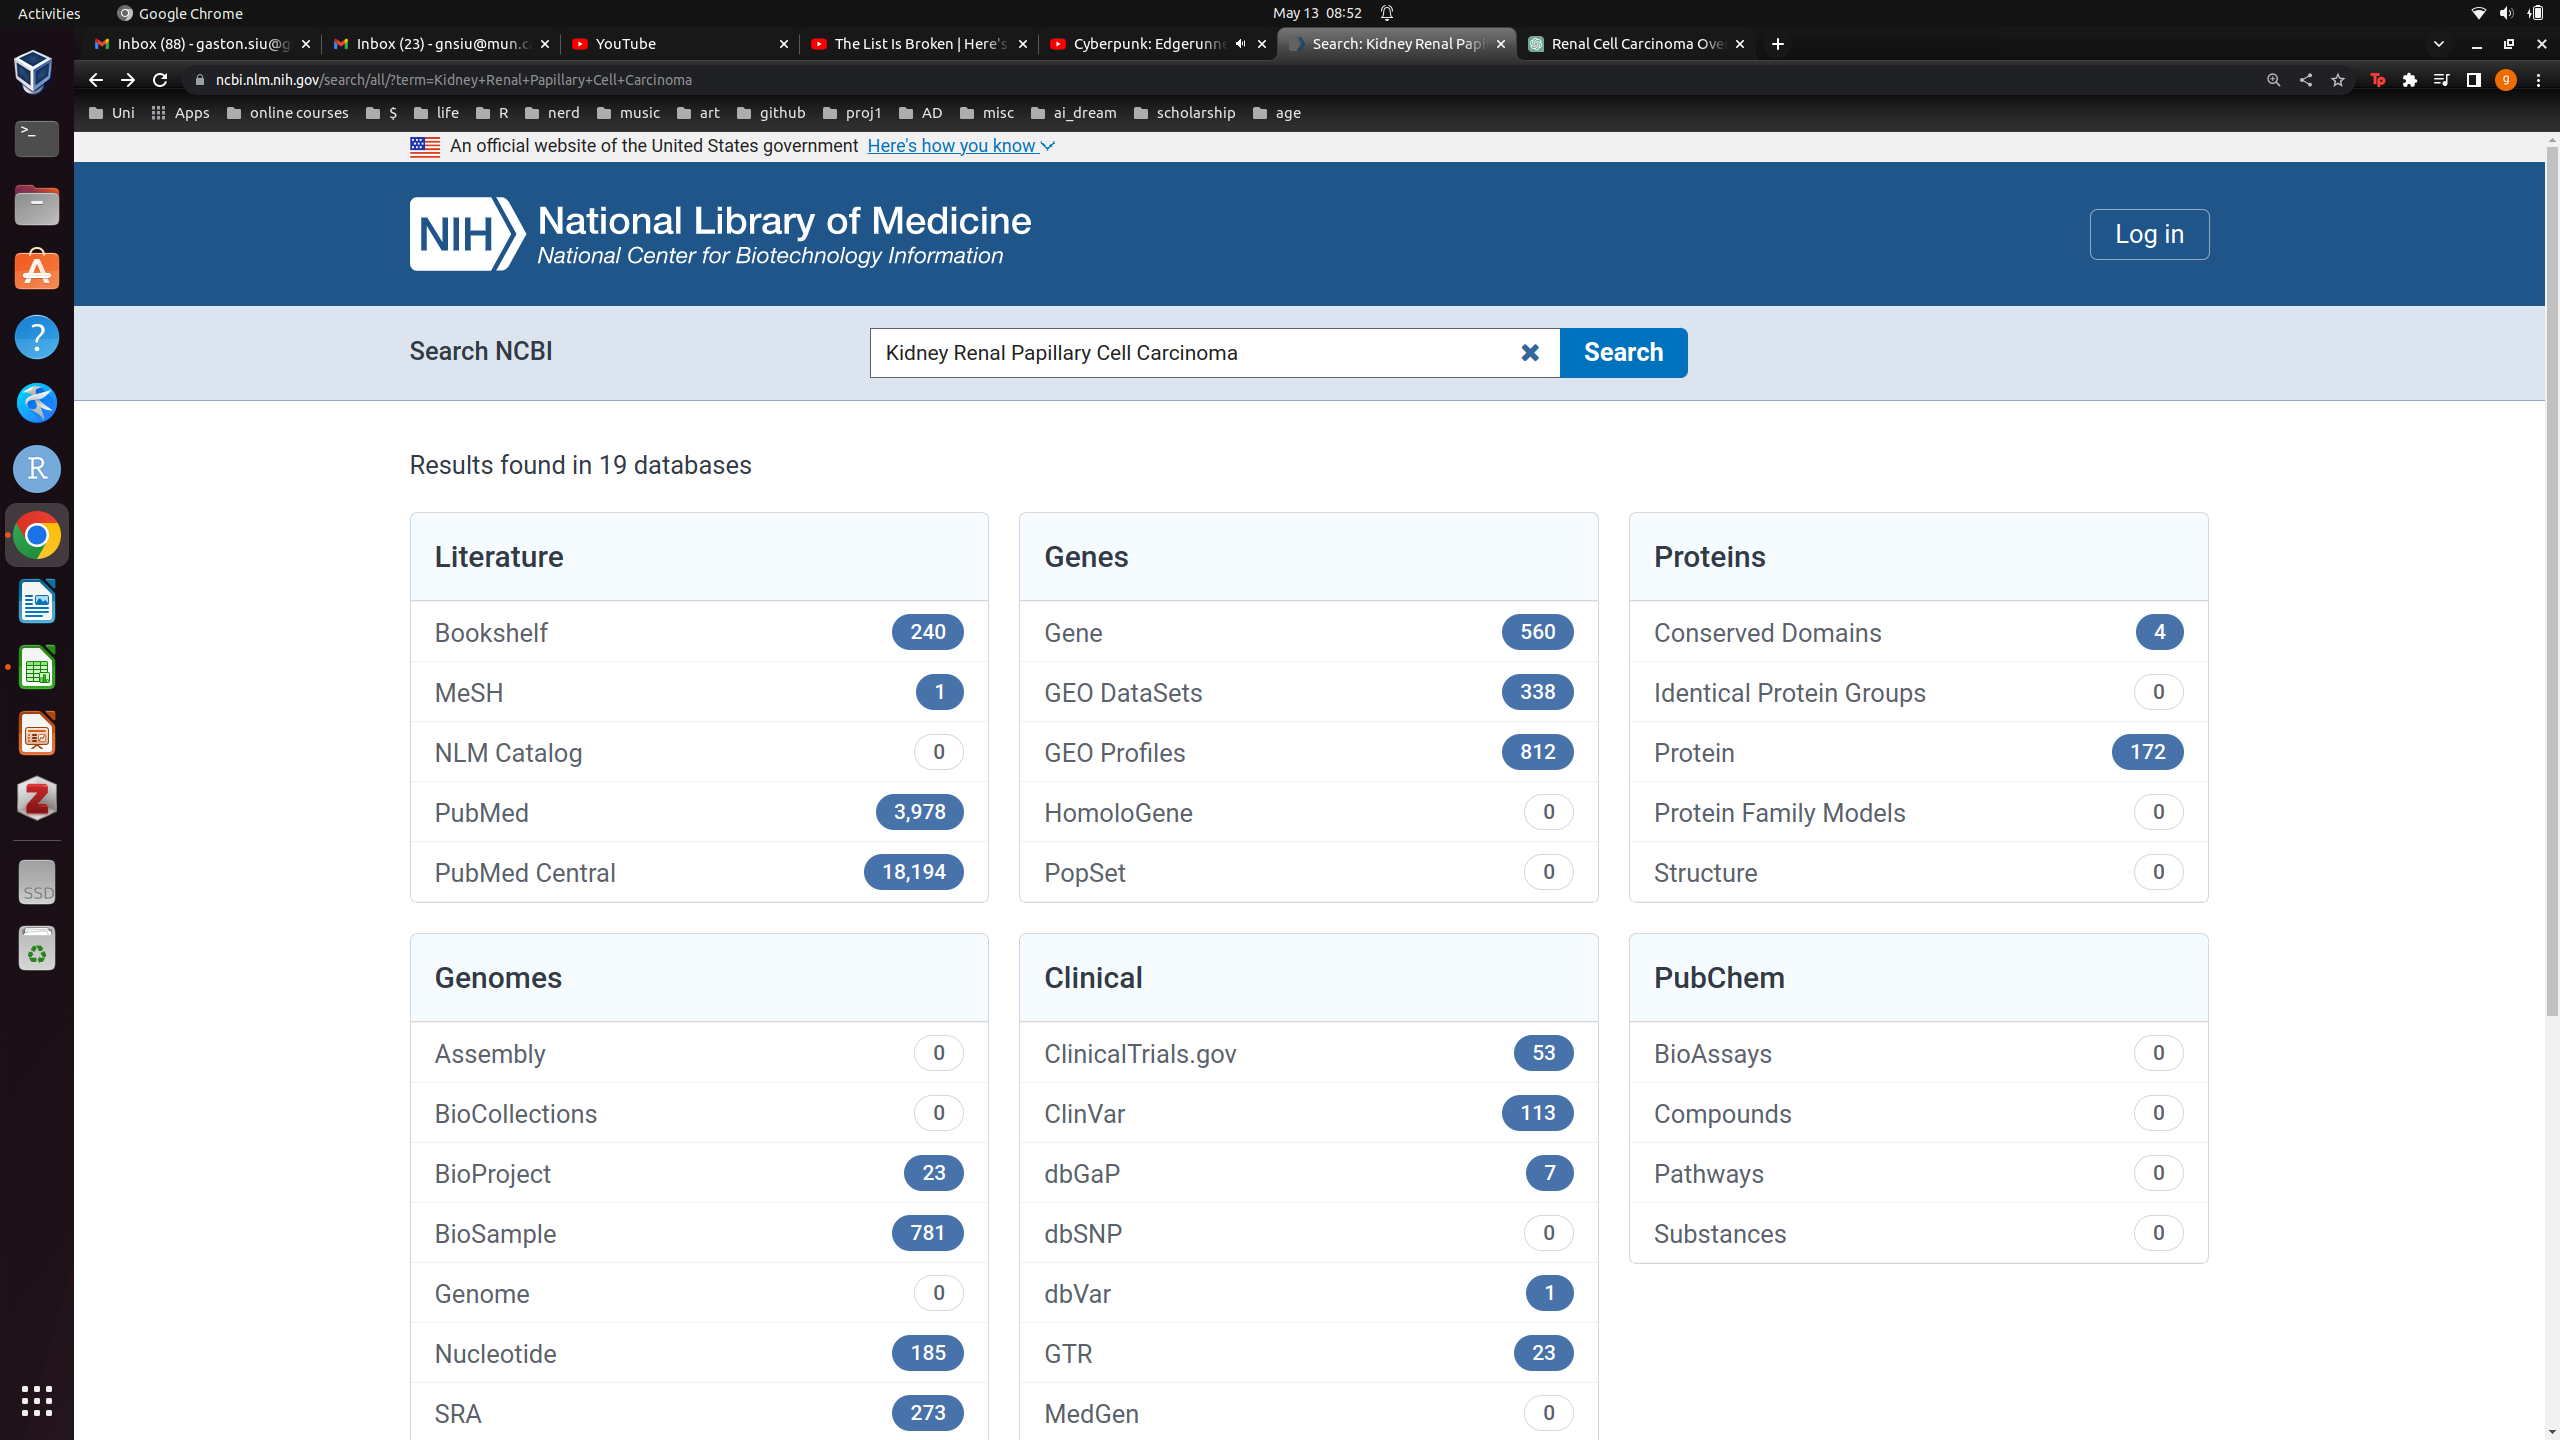 Activities Google Chrome May 13 08:52
Inbox (88) - gaston.siu@g Inbox (23) - gnsiu@mun.c YouTube The List Is Broken | Here's Cyberpunk: Edgerunne Search: Kidney Renal Papi Renal Cell Carcinoma Ove
ncbi.nlm.nih.gov/search/all/?term=Kidney+Renal+Papillary+Cell+Carcinoma Tp g
Uni Apps online courses $ life R nerd music art github proj1 AD misc ai_dream scholarship age
An official website of the United States government Here's how you know
NIH National Library of Medicine
National Center for Biotechnology Information
Log in
Search NCBI Kidney Renal Papillary Cell Carcinoma Search
Results found in 19 databases
Literature
Bookshelf 240
MeSH 1
NLM Catalog 0
PubMed 3,978
PubMed Central 18,194
Genes
Gene 560
GEO DataSets 338
GEO Profiles 812
HomoloGene 0
PopSet 0
Proteins
Conserved Domains 4
Identical Protein Groups 0
Protein 172
Protein Family Models 0
Structure 0
Genomes
Assembly 0
BioCollections 0
BioProject 23
BioSample 781
Genome 0
Nucleotide 185
SRA 273
Clinical
ClinicalTrials.gov 53
ClinVar 113
dbGaP 7
dbSNP 0
dbVar 1
GTR 23
MedGen 0
PubChem
BioAssays 0
Compounds 0
Pathways 0
Substances 0
>_
?
R
Z
SSD